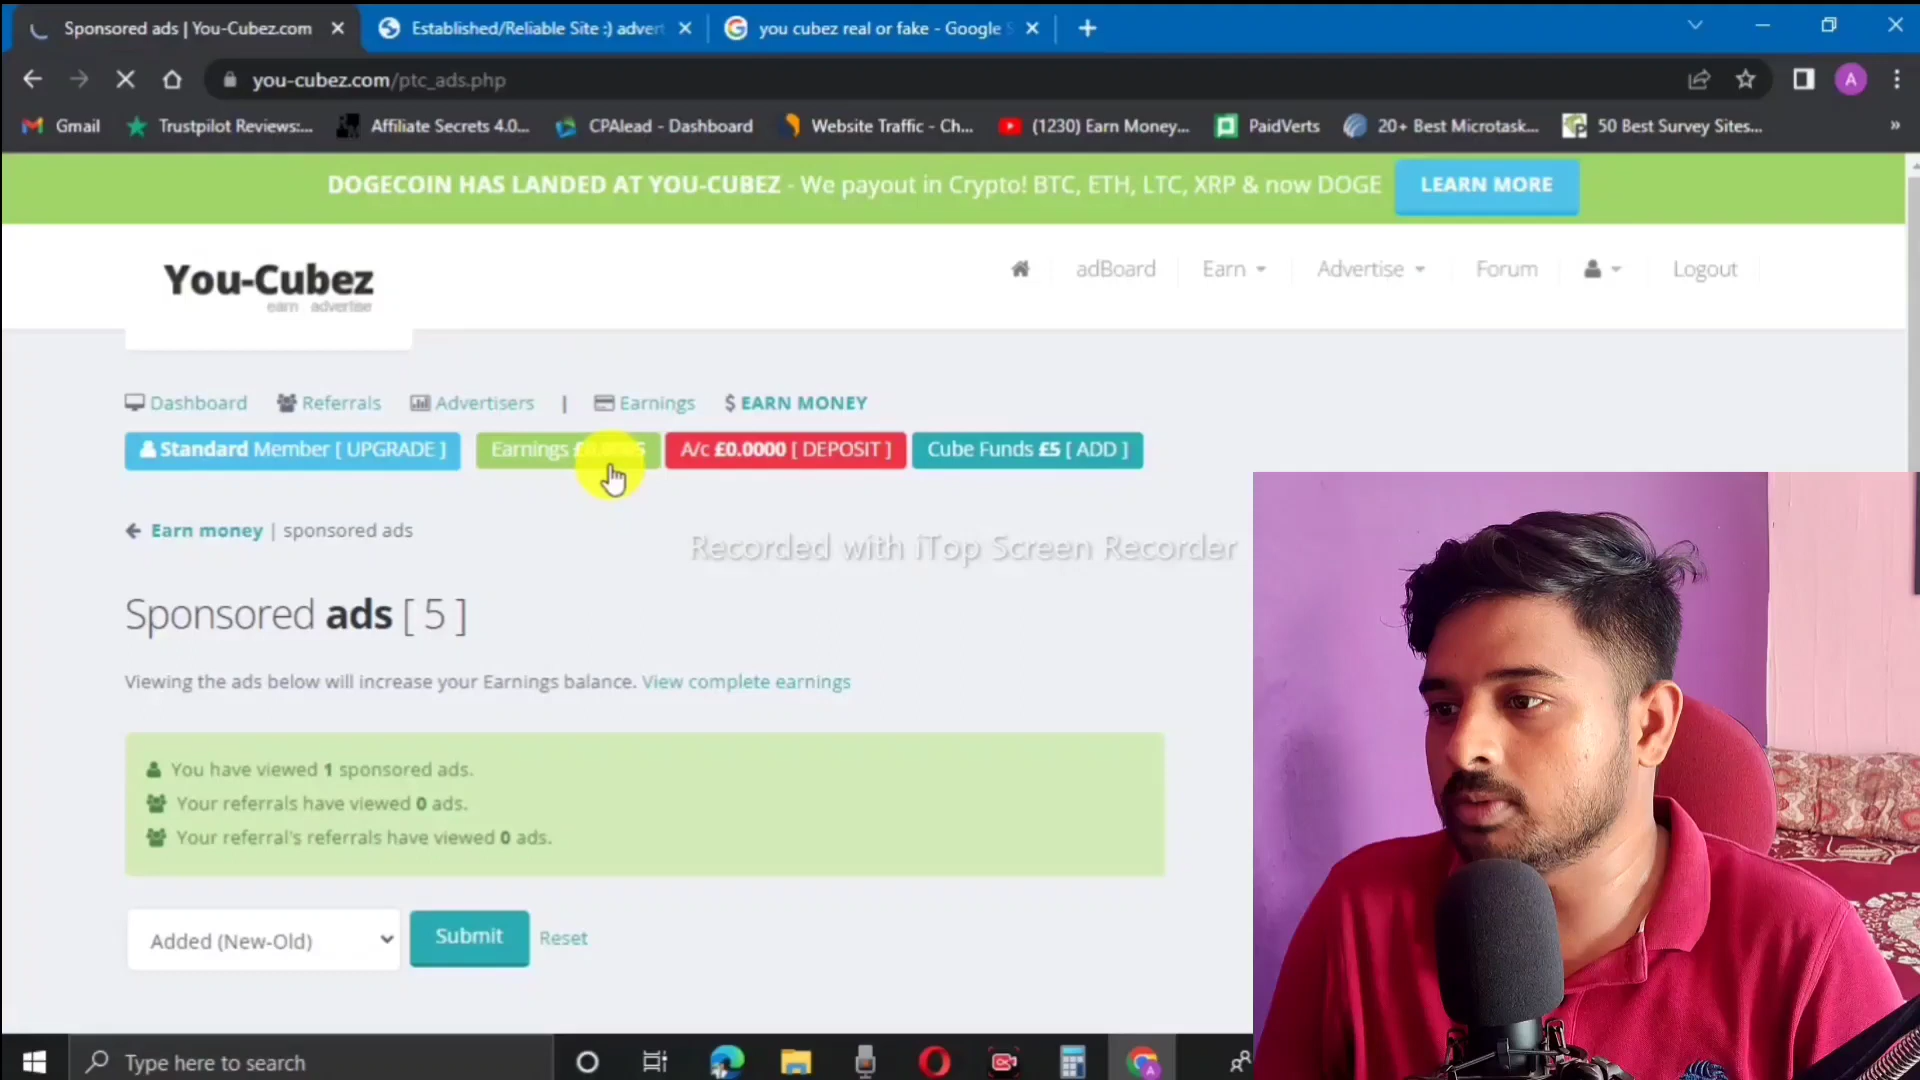 Sponsored ads | You-Cubez.com
Established/Reliable Site :) advert
you cubez real or fake - Google S
you-cubez.com/ptc_ads.php
A
Gmail
Trustpilot Reviews:...
Affiliate Secrets 4.0...
CPAlead - Dashboard
Website Traffic - Ch...
(1230) Earn Money...
PaidVerts
20+ Best Microtask...
50 Best Survey Sites...
»
DOGECOIN HAS LANDED AT YOU-CUBEZ - We payout in Crypto! BTC, ETH, LTC, XRP & now DOGE
LEARN MORE
You-Cubez
earn advertise
adBoard
Earn
Advertise
Forum
Logout
Dashboard
Referrals
Advertisers
|
Earnings
$ EARN MONEY
Standard Member [ UPGRADE ]
Earnings
A/c £0.0000 [ DEPOSIT ]
Cube Funds £5 [ ADD ]
Earn money | sponsored ads
Recorded with iTop Screen Recorder
Sponsored ads [ 5 ]
Viewing the ads below will increase your Earnings balance. View complete earnings
You have viewed 1 sponsored ads.
Your referrals have viewed 0 ads.
Your referral's referrals have viewed 0 ads.
Added (New-Old)
Submit
Reset
Type here to search